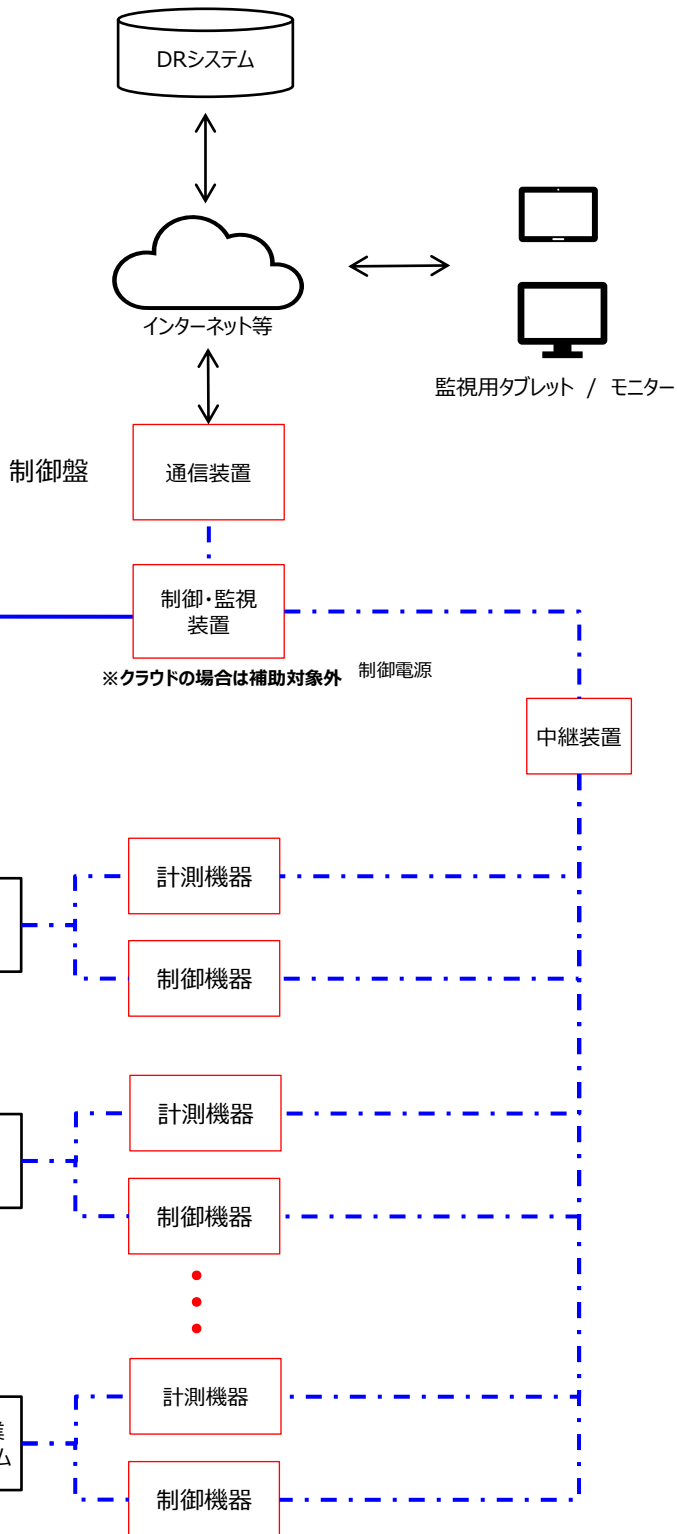 DRシステム
インターネット等
監視用タブレット / モニター
制御盤
通信装置
制御・監視
装置
※クラウドの場合は補助対象外
制御電源
中継装置
計測機器
制御機器
計測機器
制御機器
計測機器
業
ム
制御機器